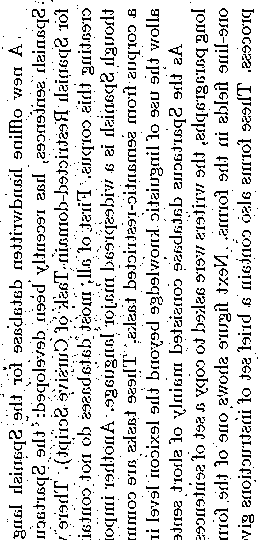 A new offline handwritten database for the Spanish lang
Spanish sentences, has recently been developed: the Spartacu
for Spanish Restricted-domain Task of Cursive Script). There
creating this corpus. First of all, most databases do not contai
though Spanish is a widespread major language. Another impor
a corpus from semantic-restricted tasks. These tasks are comm
allow the use of linguistic knowledge beyond the lexicon level in
As the Spartacus database consisted mainly of short sente
long paragraphs, the writers were asked to copy a set of sentences
one-line fields in the forms. Next figure shows one of the form
process. These forms also contain a brief set of instructions giv